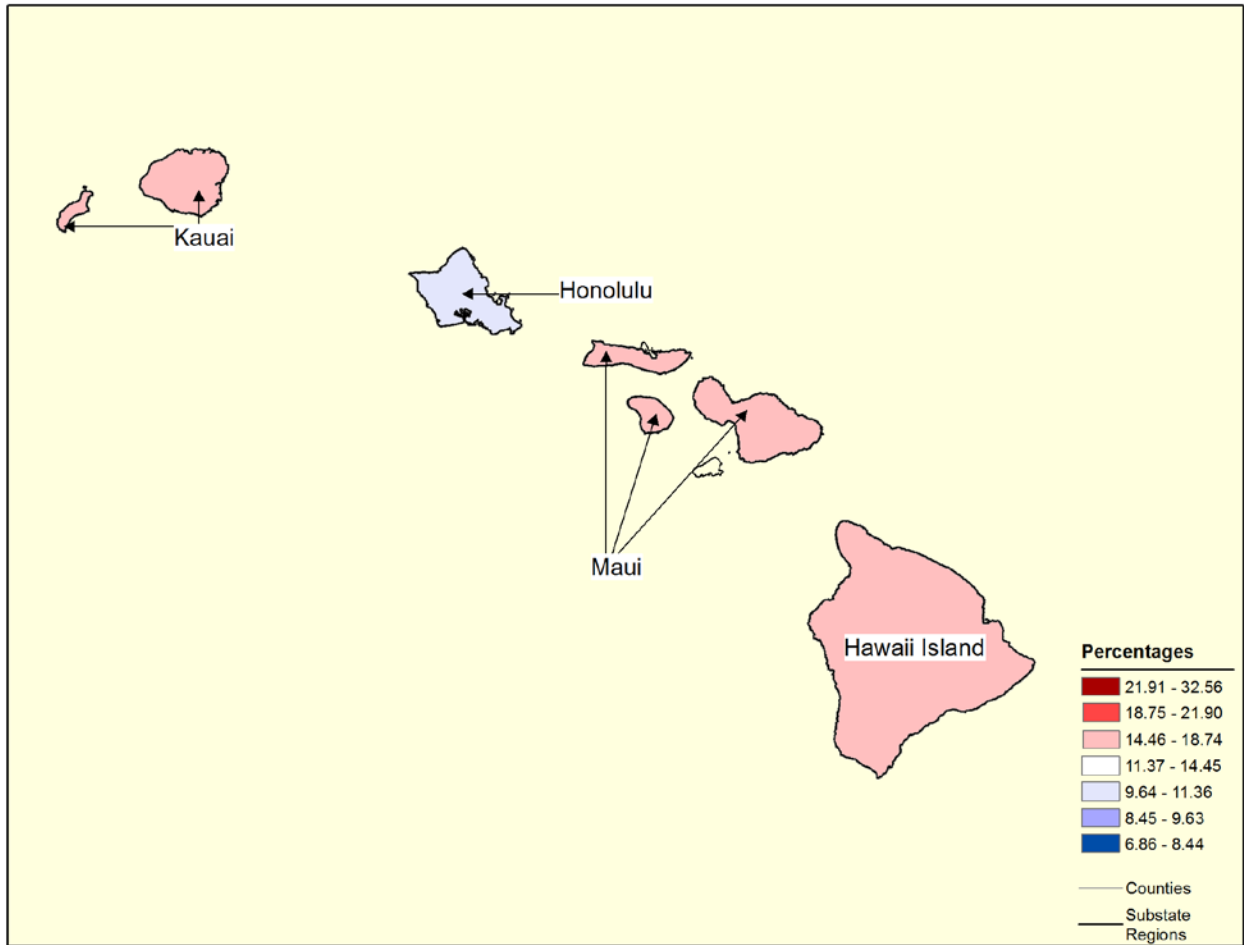 Kauai
Honolulu
Maui
Hawaii Island
Percentages
21.91 - 32.56
18.75 - 21.90
14.46 - 18.74
11.37 - 14.45
9.64 - 11.36
8.45 - 9.63
6.86 - 8.44
Counties
Substate
Regions